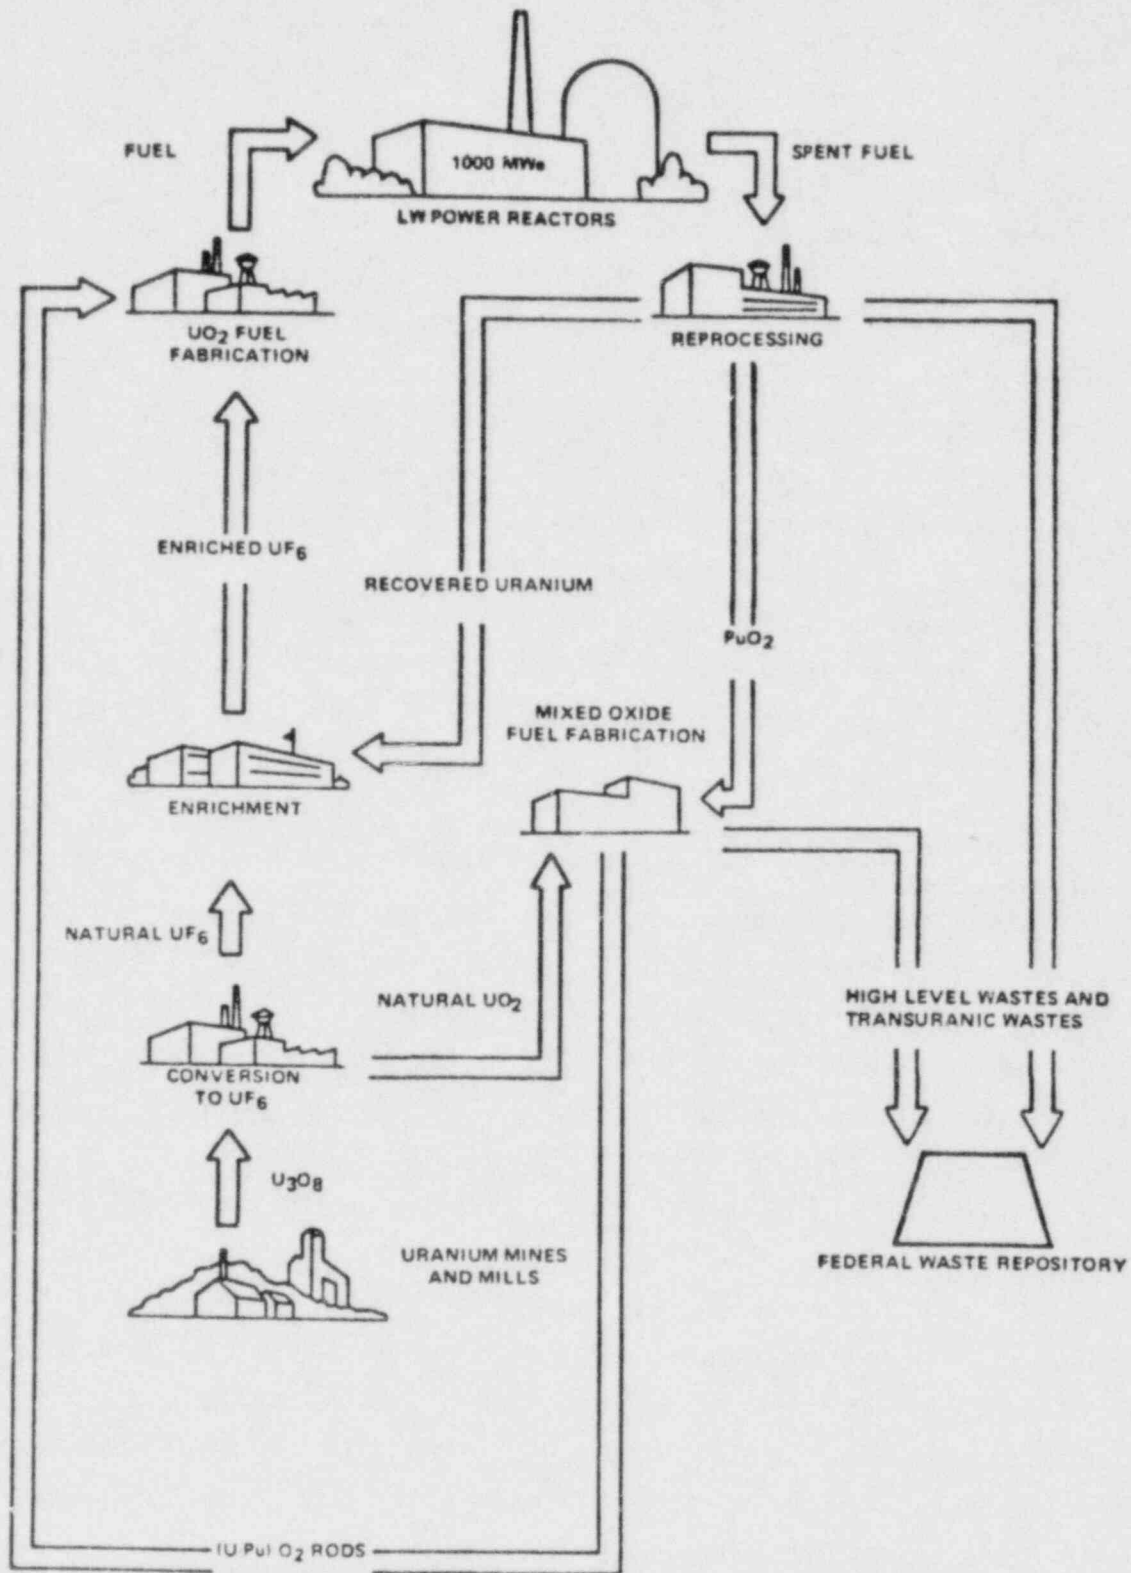 FUEL
1000 MWe
SPENT FUEL
LW POWER REACTORS
UO₂ FUEL
FABRICATION
REPROCESSING
ENRICHED UF₆
RECOVERED URANIUM
PuO₂
MIXED OXIDE
FUEL FABRICATION
ENRICHMENT
NATURAL UF₆
NATURAL UO₂
HIGH LEVEL WASTES AND
TRANSURANIC WASTES
CONVERSION
TO UF₆
U₃O₈
URANIUM MINES
AND MILLS
FEDERAL WASTE REPOSITORY
(U Pu) O₂ RODS